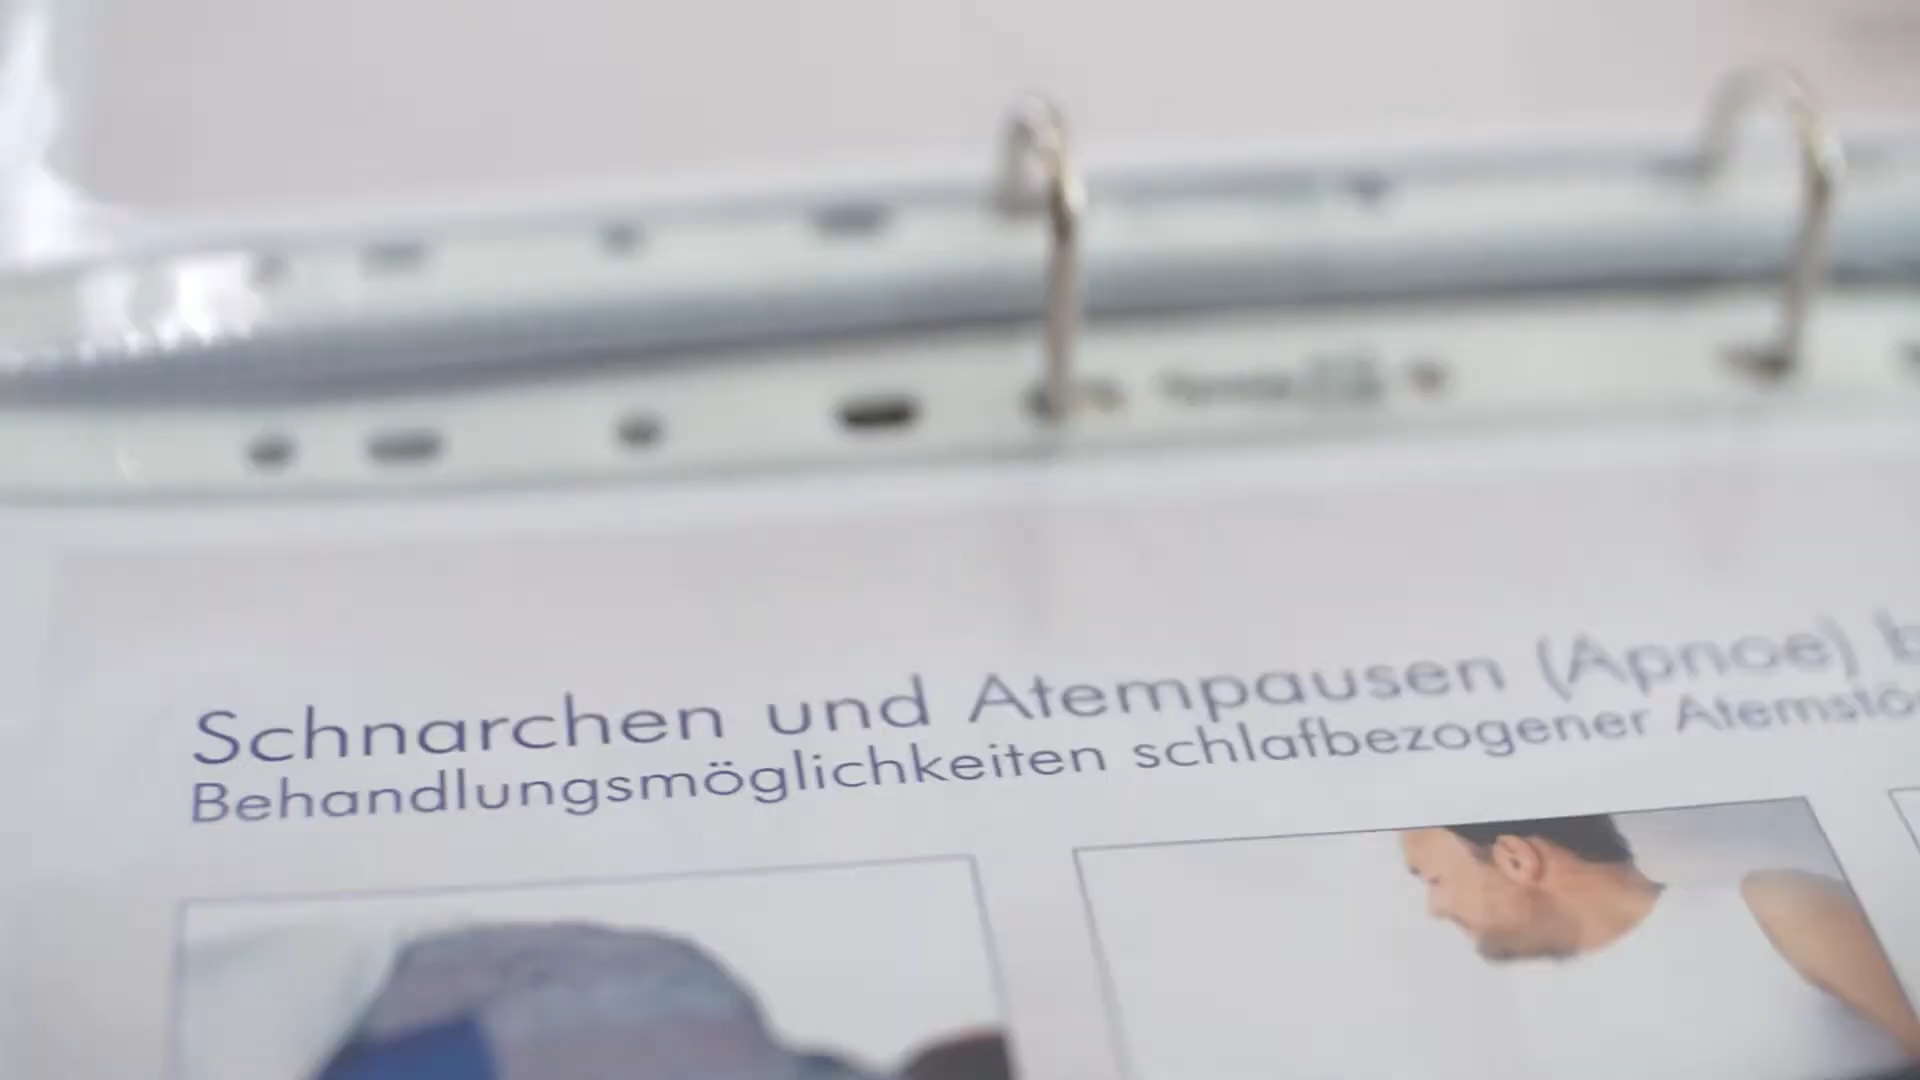 Schnarchen und Atempausen (Apnoe)
Behandlungsmöglichkeiten schlafbezogener